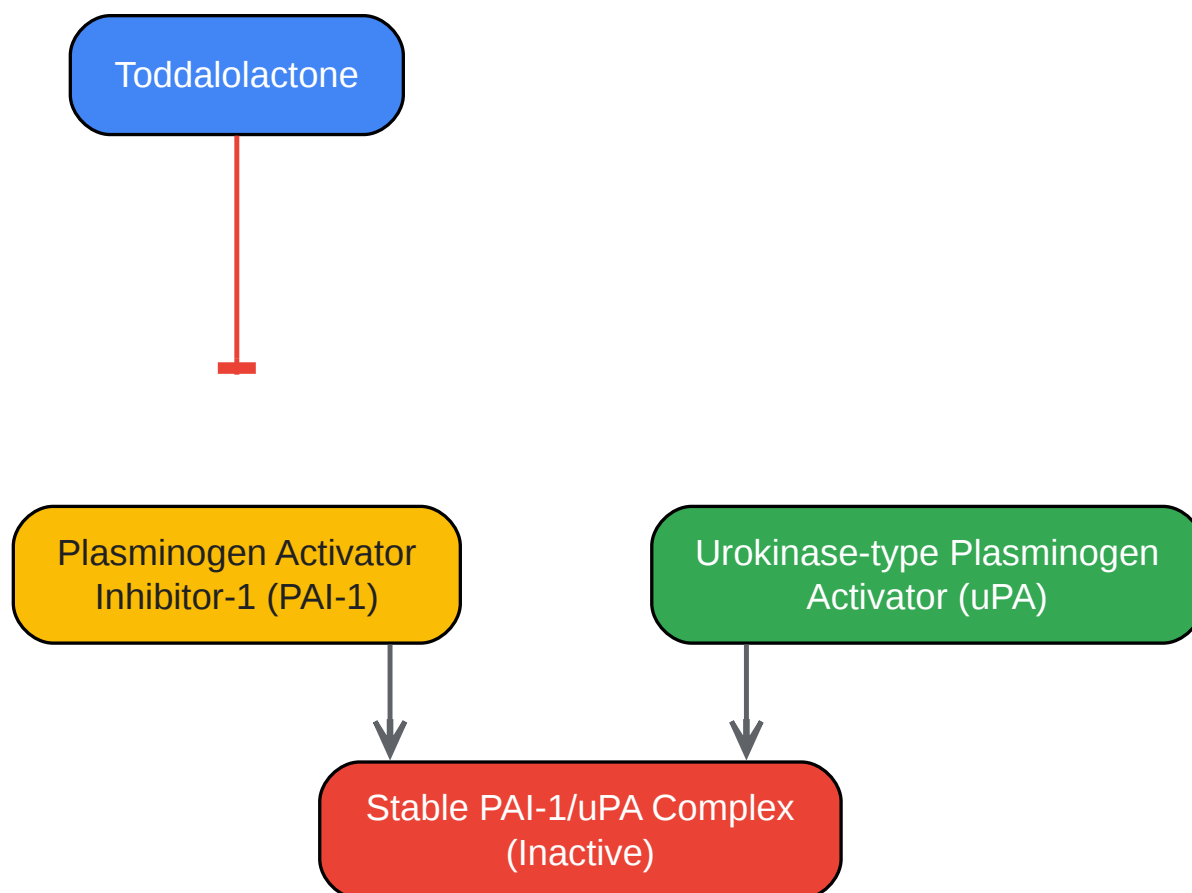 Toddalolactone
Plasminogen Activator
Inhibitor-1 (PAI-1)
Urokinase-type Plasminogen
Activator (uPA)
Stable PAI-1/uPA Complex
(Inactive)